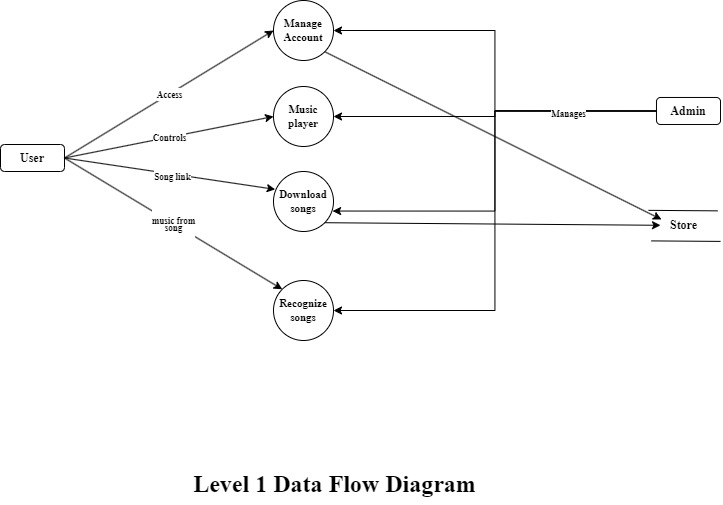 Manage
Account
Access
Music
player
Manages
Admin
Controls
User
Song link
Download
songs
music from
song
Store
Recognize
songs
Level 1 Data Flow Diagram